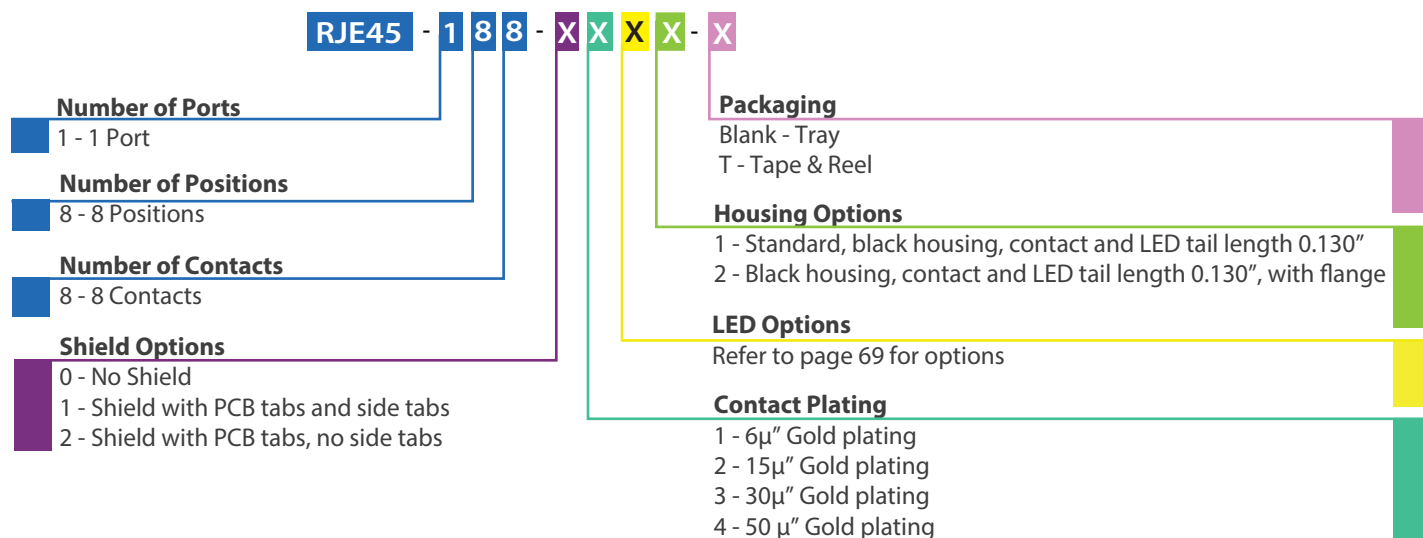 RJE45 - 1 8 8 - X X X X - X
Number of Ports
1 - 1 Port
Number of Positions
8 - 8 Positions
Number of Contacts
8 - 8 Contacts
Shield Options
0 - No Shield
1 - Shield with PCB tabs and side tabs
2 - Shield with PCB tabs, no side tabs
Packaging
Blank - Tray
T - Tape & Reel
Housing Options
1 - Standard, black housing, contact and LED tail length 0.130”
2 - Black housing, contact and LED tail length 0.130”, with flange
LED Options
Refer to page 69 for options
Contact Plating
1 - 6µ” Gold plating
2 - 15µ” Gold plating
3 - 30µ” Gold plating
4 - 50 µ” Gold plating